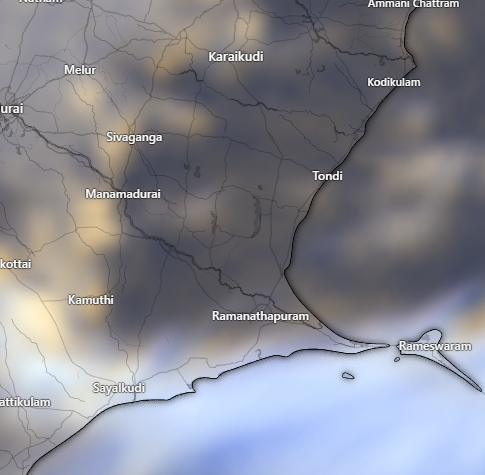 Ammani Chattram
Karaikudi
Melur
Kodikulam
urai
Sivaganga
Tondi
Manamadurai
kottai
Kamuthi
Ramanathapuram
Rameswaram
Sayalkudi
attikulam